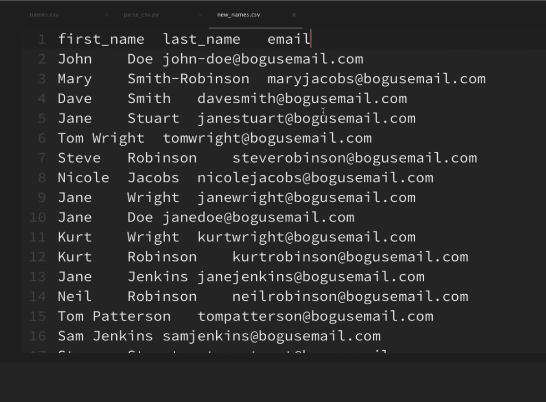 names.csv parse_csv.py new_names.csv ×
1 first_name last_name email
2 John Doe john-doe@bogusemail.com
3 Mary Smith-Robinson maryjacobs@bogusemail.com
4 Dave Smith davesmith@bogusemail.com
5 Jane Stuart janestuart@bogusemail.com
6 Tom Wright tomwright@bogusemail.com
7 Steve Robinson steverobinson@bogusemail.com
8 Nicole Jacobs nicolejacobs@bogusemail.com
9 Jane Wright janewright@bogusemail.com
10 Jane Doe janedoe@bogusemail.com
11 Kurt Wright kurtwright@bogusemail.com
12 Kurt Robinson kurtrobinson@bogusemail.com
13 Jane Jenkins janejenkins@bogusemail.com
14 Neil Robinson neilrobinson@bogusemail.com
15 Tom Patterson tompatterson@bogusemail.com
16 Sam Jenkins samjenkins@bogusemail.com